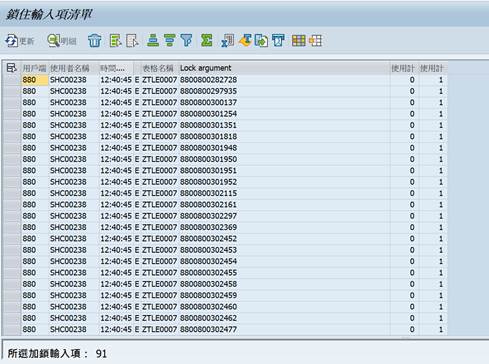 鎖住輸入項清單
更新 明細
用戶端 使用者名稱 時間.... 表格名稱 Lock argument 使用計 使用計
880 SHC00238 12:40:45 E ZTLE0007 8800800282728 0 1
880 SHC00238 12:40:45 E ZTLE0007 8800800297935 0 1
880 SHC00238 12:40:45 E ZTLE0007 8800800300137 0 1
880 SHC00238 12:40:45 E ZTLE0007 8800800301254 0 1
880 SHC00238 12:40:45 E ZTLE0007 8800800301351 0 1
880 SHC00238 12:40:45 E ZTLE0007 8800800301818 0 1
880 SHC00238 12:40:45 E ZTLE0007 8800800301948 0 1
880 SHC00238 12:40:45 E ZTLE0007 8800800301950 0 1
880 SHC00238 12:40:45 E ZTLE0007 8800800301951 0 1
880 SHC00238 12:40:45 E ZTLE0007 8800800301952 0 1
880 SHC00238 12:40:45 E ZTLE0007 8800800302115 0 1
880 SHC00238 12:40:45 E ZTLE0007 8800800302161 0 1
880 SHC00238 12:40:45 E ZTLE0007 8800800302297 0 1
880 SHC00238 12:40:45 E ZTLE0007 8800800302369 0 1
880 SHC00238 12:40:45 E ZTLE0007 8800800302452 0 1
880 SHC00238 12:40:45 E ZTLE0007 8800800302453 0 1
880 SHC00238 12:40:45 E ZTLE0007 8800800302454 0 1
880 SHC00238 12:40:45 E ZTLE0007 8800800302455 0 1
880 SHC00238 12:40:45 E ZTLE0007 8800800302458 0 1
880 SHC00238 12:40:45 E ZTLE0007 8800800302459 0 1
880 SHC00238 12:40:45 E ZTLE0007 8800800302460 0 1
880 SHC00238 12:40:45 E ZTLE0007 8800800302462 0 1
880 SHC00238 12:40:45 E ZTLE0007 8800800302477 0 1
所選加鎖輸入項： 91